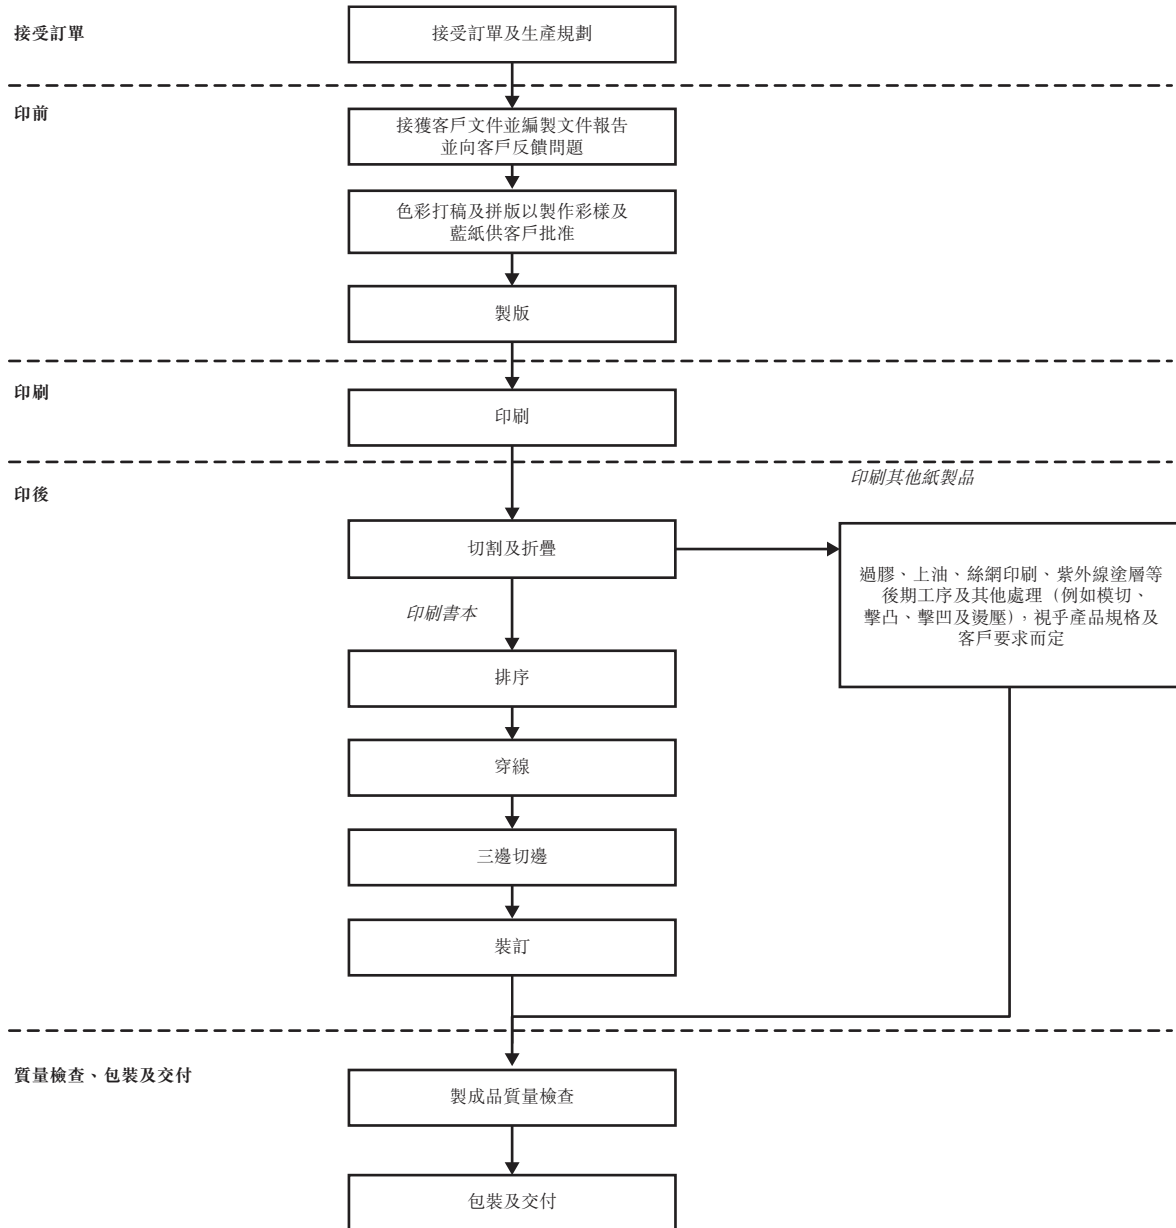 接受訂單
接受訂單及生產規劃
印前
接獲客戶文件並編製文件報告
並向客戶反饋問題
色彩打稿及拼版以製作彩樣及
藍紙供客戶批准
製版
印刷
印刷
印後
印刷其他紙製品
切割及折疊
過膠、上油、絲網印刷、紫外線塗層等
後期工序及其他處理（例如模切、
擊凸、擊凹及燙壓），視乎產品規格及
客戶要求而定
印刷書本
排序
穿線
三邊切邊
裝訂
質量檢查、包裝及交付
製成品質量檢查
包裝及交付